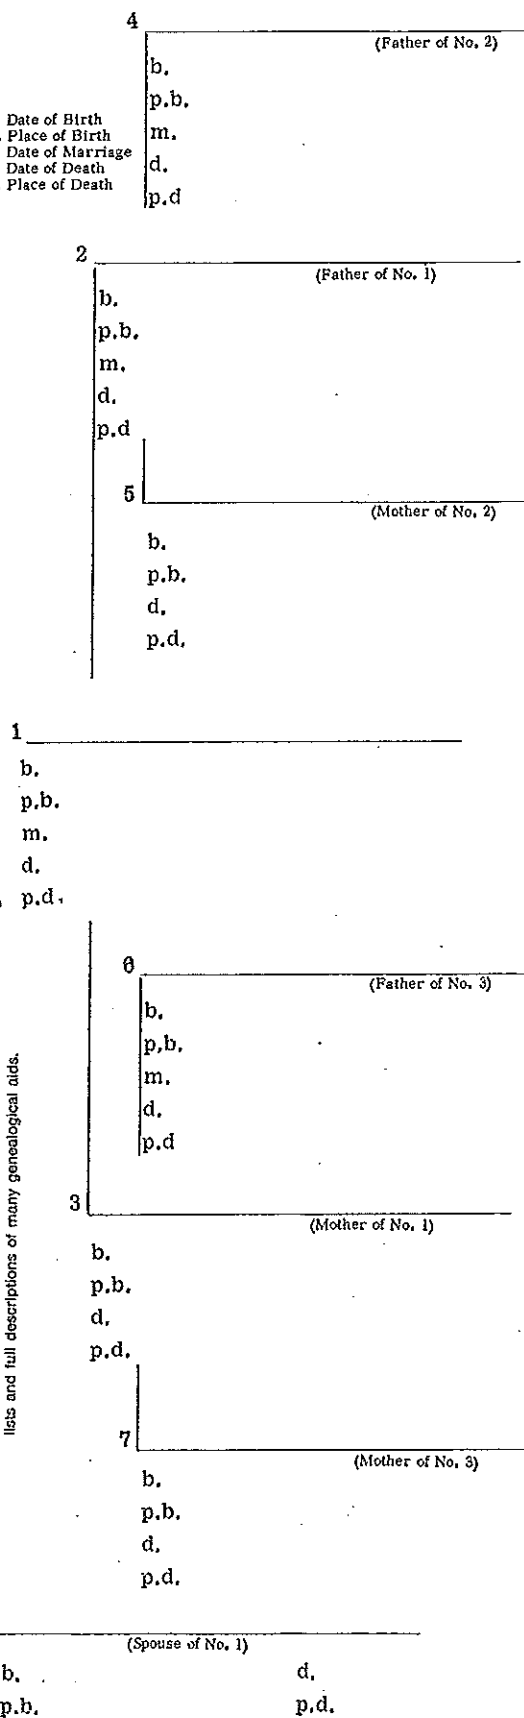 4
(Father of No. 2)
b.
p.b.
m.
d.
p.d
Date of Birth
Place of Birth
Date of Marriage
Date of Death
Place of Death
2
(Father of No. 1)
b.
p.b.
m.
d.
p.d
5
(Mother of No. 2)
b.
p.b.
d.
p.d.
1
b.
p.b.
m.
d.
p.d.
6
(Father of No. 3)
b.
p.b.
m.
d.
p.d
3
(Mother of No. 1)
b.
p.b.
d.
p.d.
lists and full descriptions of many genealogical aids.
7
(Mother of No. 3)
b.
p.b.
d.
p.d.
(Spouse of No. 1)
b. d.
p.b. p.d.